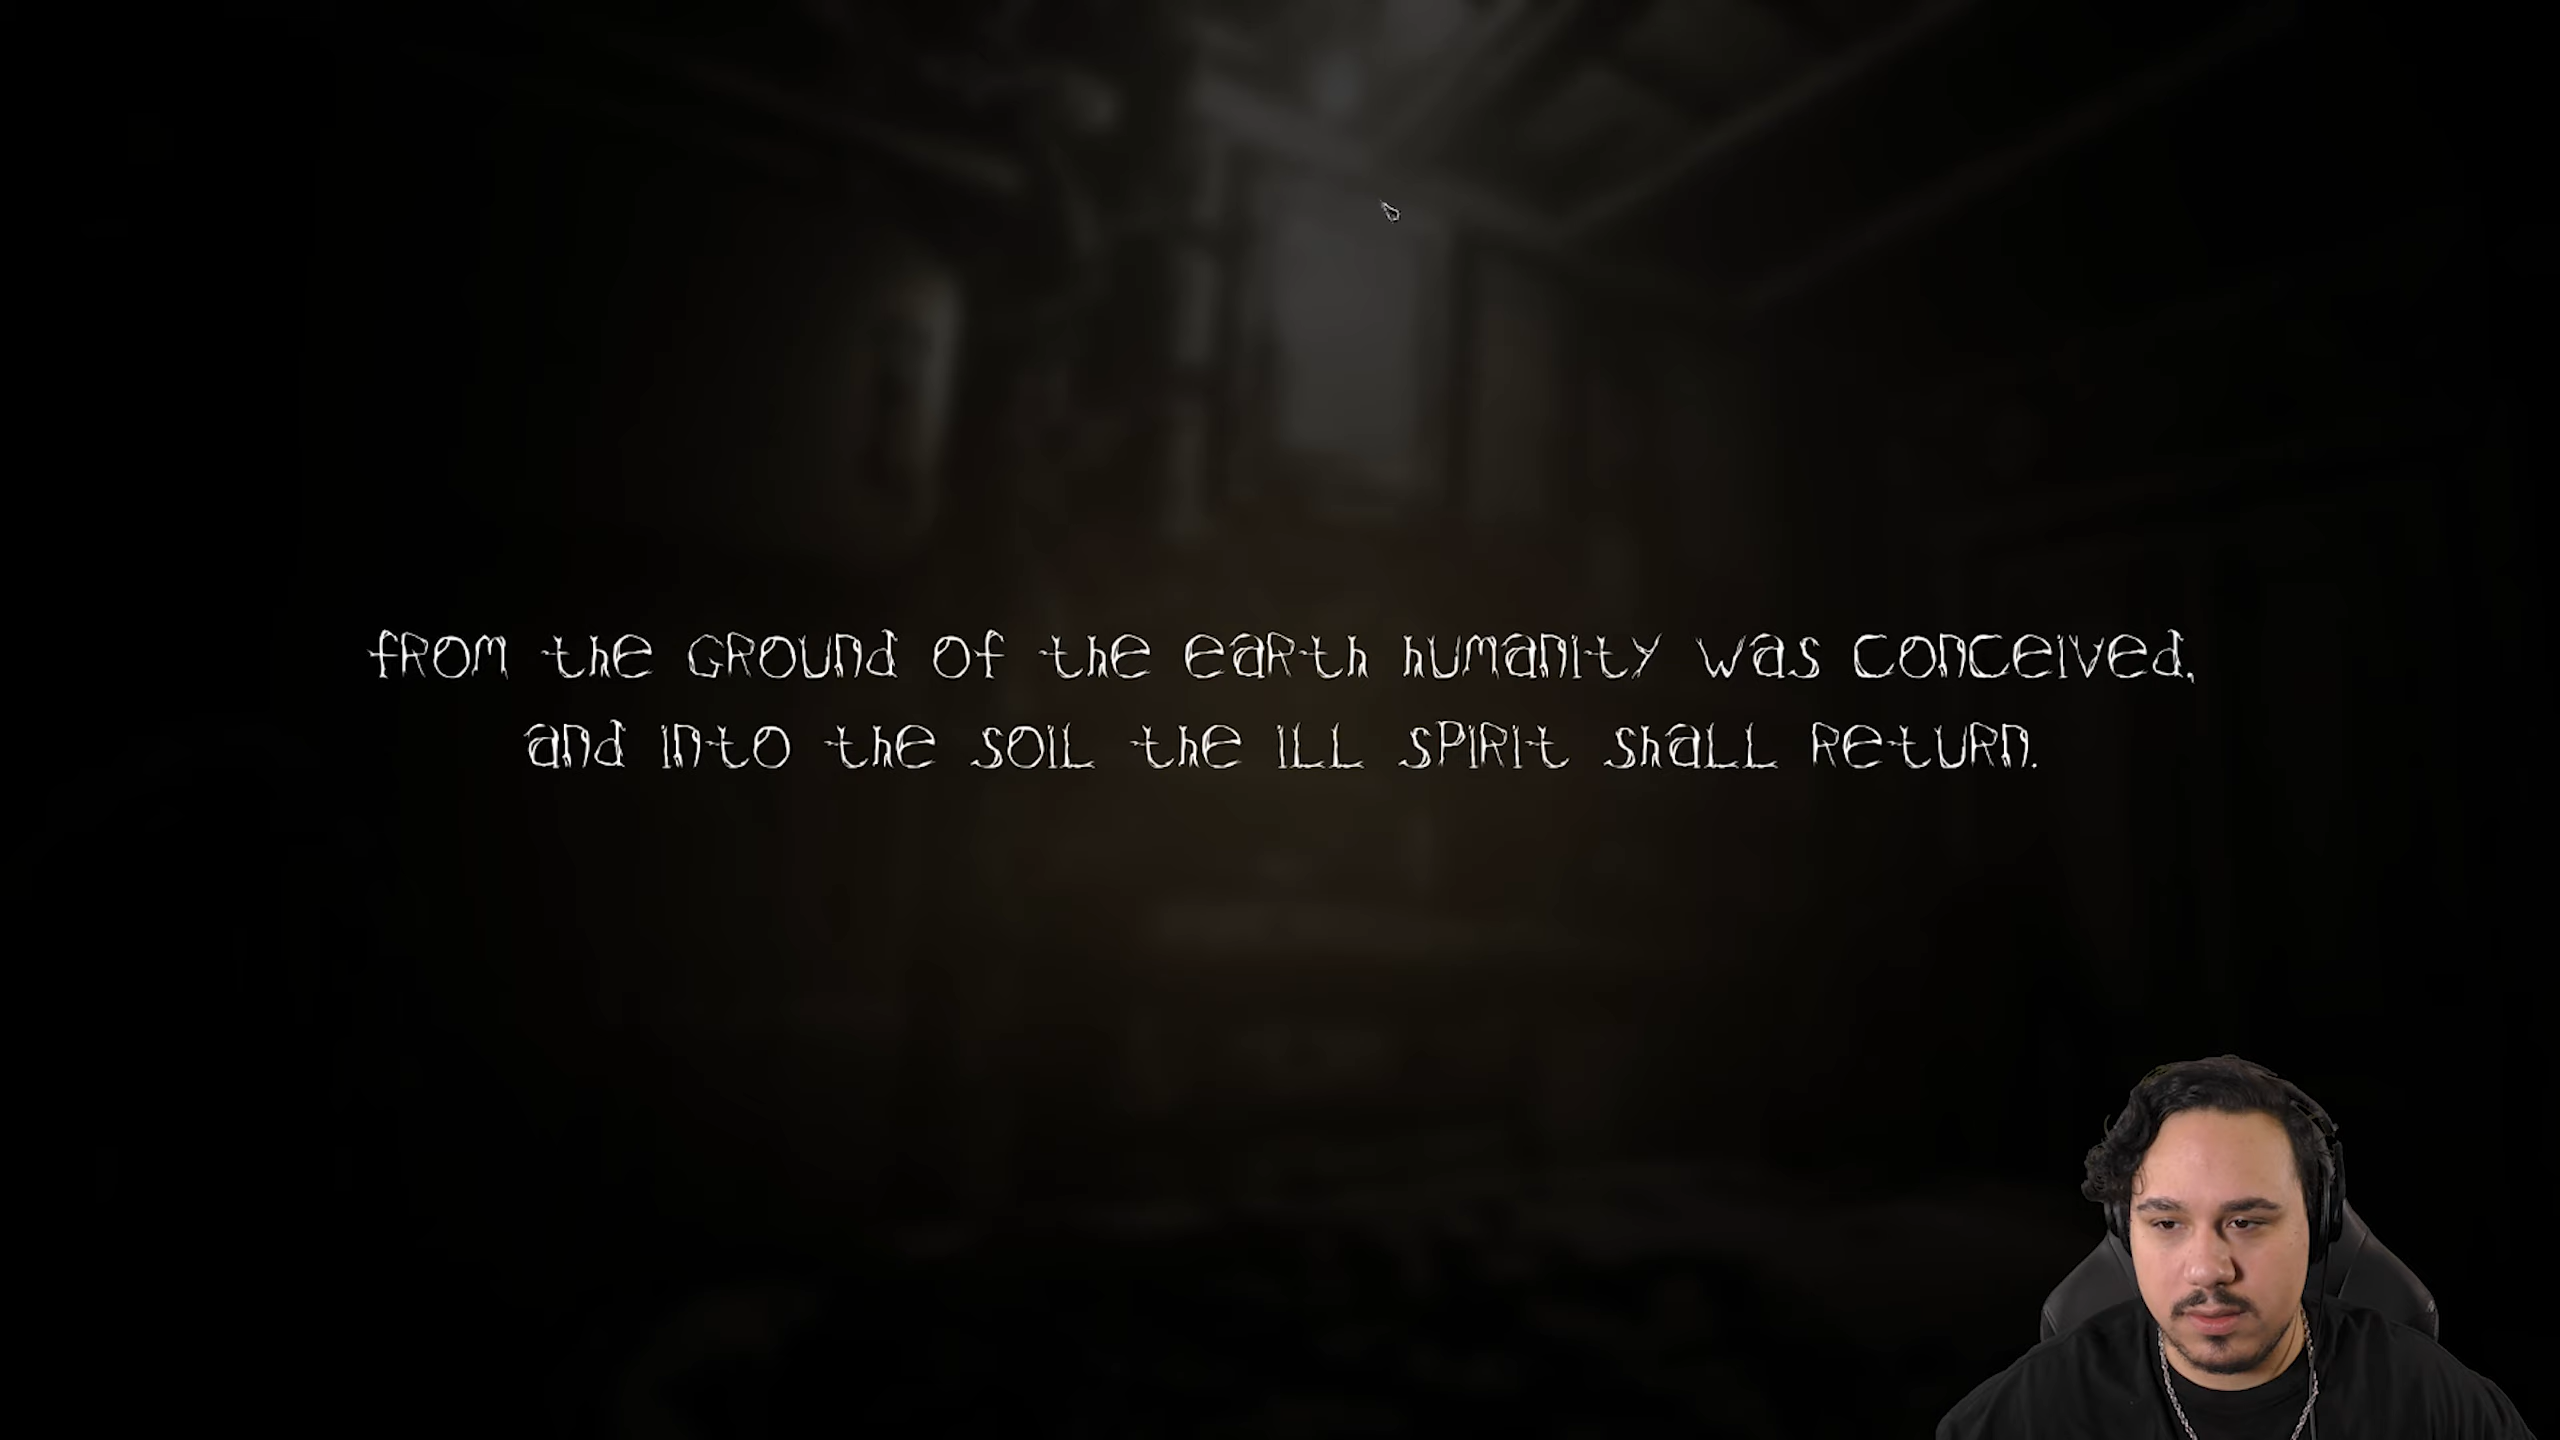 from the Ground of the earth humanity was conceived,
and into the soil the ill spirit shall return.